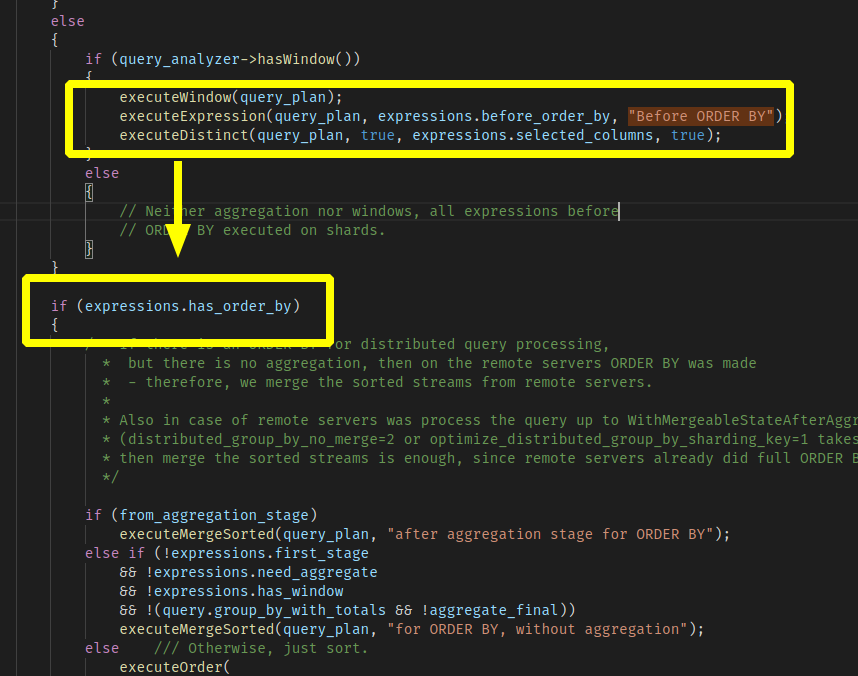 }
else
{
if (query_analyzer->hasWindow())
{
executeWindow(query_plan);
executeExpression(query_plan, expressions.before_order_by, "Before ORDER BY")
executeDistinct(query_plan, true, expressions.selected_columns, true);
}
else
{
// Neither aggregation nor windows, all expressions before
// ORDER BY executed on shards.
}
}
if (expressions.has_order_by)
{
there is an ORDER BY for distributed query processing,
* but there is no aggregation, then on the remote servers ORDER BY was made
* - therefore, we merge the sorted streams from remote servers.
*
* Also in case of remote servers was process the query up to WithMergeableStateAfterAggr
* (distributed_group_by_no_merge=2 or optimize_distributed_group_by_sharding_key=1 takes
* then merge the sorted streams is enough, since remote servers already did full ORDER B
*/
if (from_aggregation_stage)
executeMergeSorted(query_plan, "after aggregation stage for ORDER BY");
else if (!expressions.first_stage
&& !expressions.need_aggregate
&& !expressions.has_window
&& !(query.group_by_with_totals && !aggregate_final))
executeMergeSorted(query_plan, "for ORDER BY, without aggregation");
else /// Otherwise, just sort.
executeOrder(